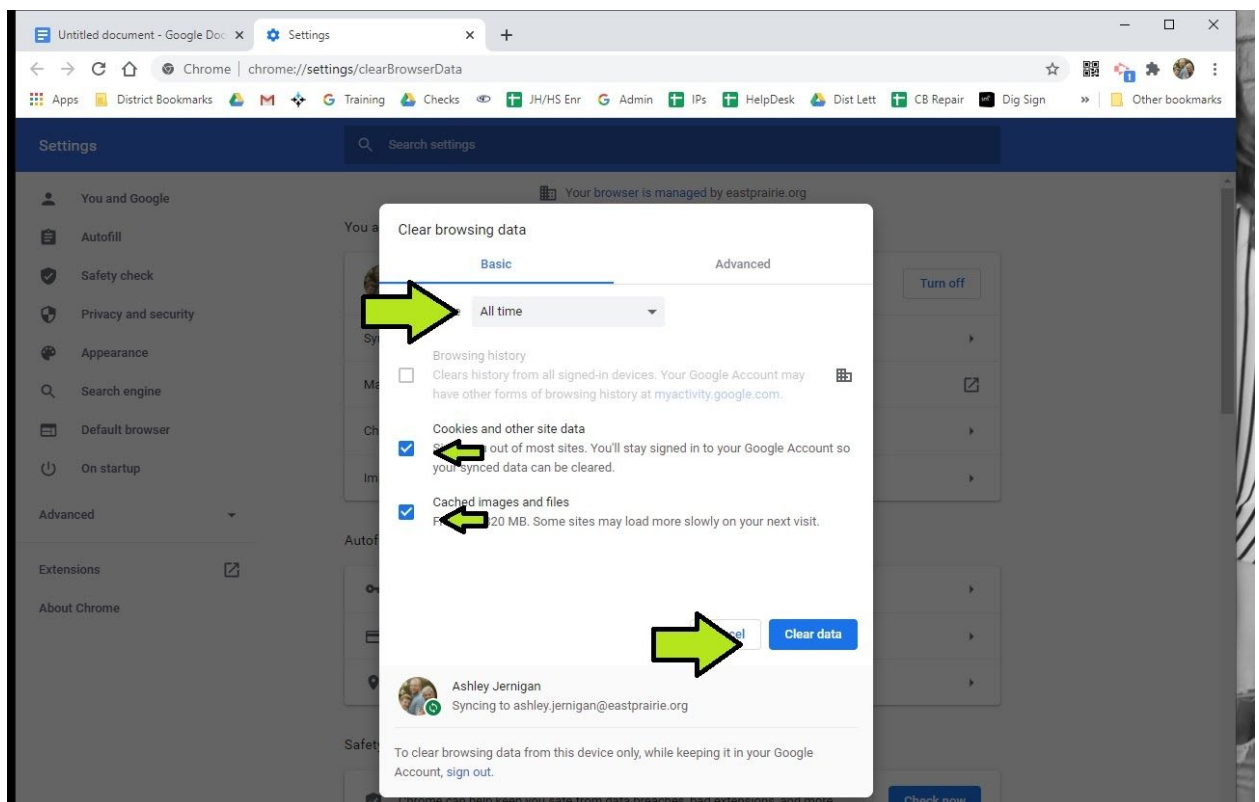 Untitled document - Google Doc
Settings
Chrome | chrome://settings/clearBrowserData
Apps District Bookmarks Training Checks JH/HS Enr Admin IPs HelpDesk Dist Lett CB Repair Dig Sign » Other bookmarks
Settings
Search settings
Your browser is managed by eastprairie.org
You and Google
Autofill
Safety check
Privacy and security
Appearance
Search engine
Default browser
On startup
Advanced
Extensions
About Chrome
You a
Turn off
Sy
Ma
Ch
Im
Autof
Safet
Clear browsing data
Basic
Advanced
All time
Browsing history
Clears history from all signed-in devices. Your Google Account may
have other forms of browsing history at myactivity.google.com.
Cookies and other site data
out of most sites. You'll stay signed in to your Google Account so
your synced data can be cleared.
Cached images and files
320 MB. Some sites may load more slowly on your next visit.
Clear data
Ashley Jernigan
Syncing to ashley.jernigan@eastprairie.org
To clear browsing data from this device only, while keeping it in your Google
Account, sign out.
Chrome can help keep you safe from data breaches, bad extensions, and more
Check now